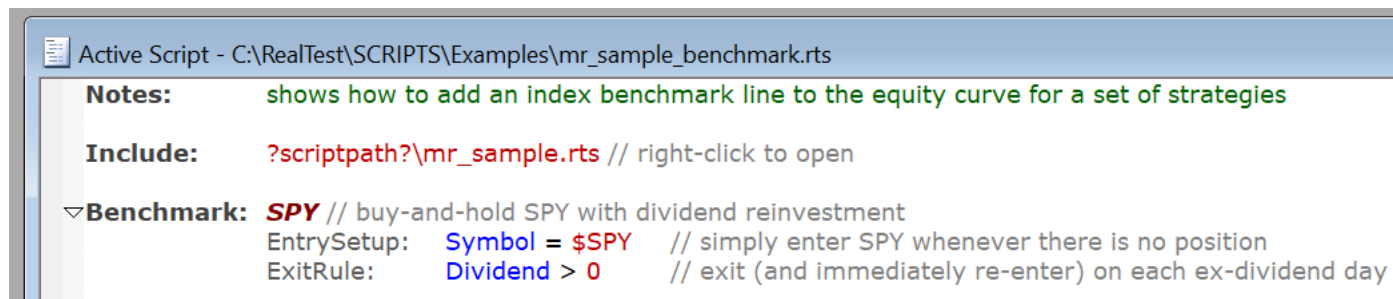 Active Script - C:\RealTest\SCRIPTS\Examples\mr_sample_benchmark.rts
Notes: shows how to add an index benchmark line to the equity curve for a set of strategies
Include: ?scriptpath?\mr_sample.rts // right-click to open
Benchmark: SPY // buy-and-hold SPY with dividend reinvestment
EntrySetup: Symbol = $SPY // simply enter SPY whenever there is no position
ExitRule: Dividend > 0 // exit (and immediately re-enter) on each ex-dividend day